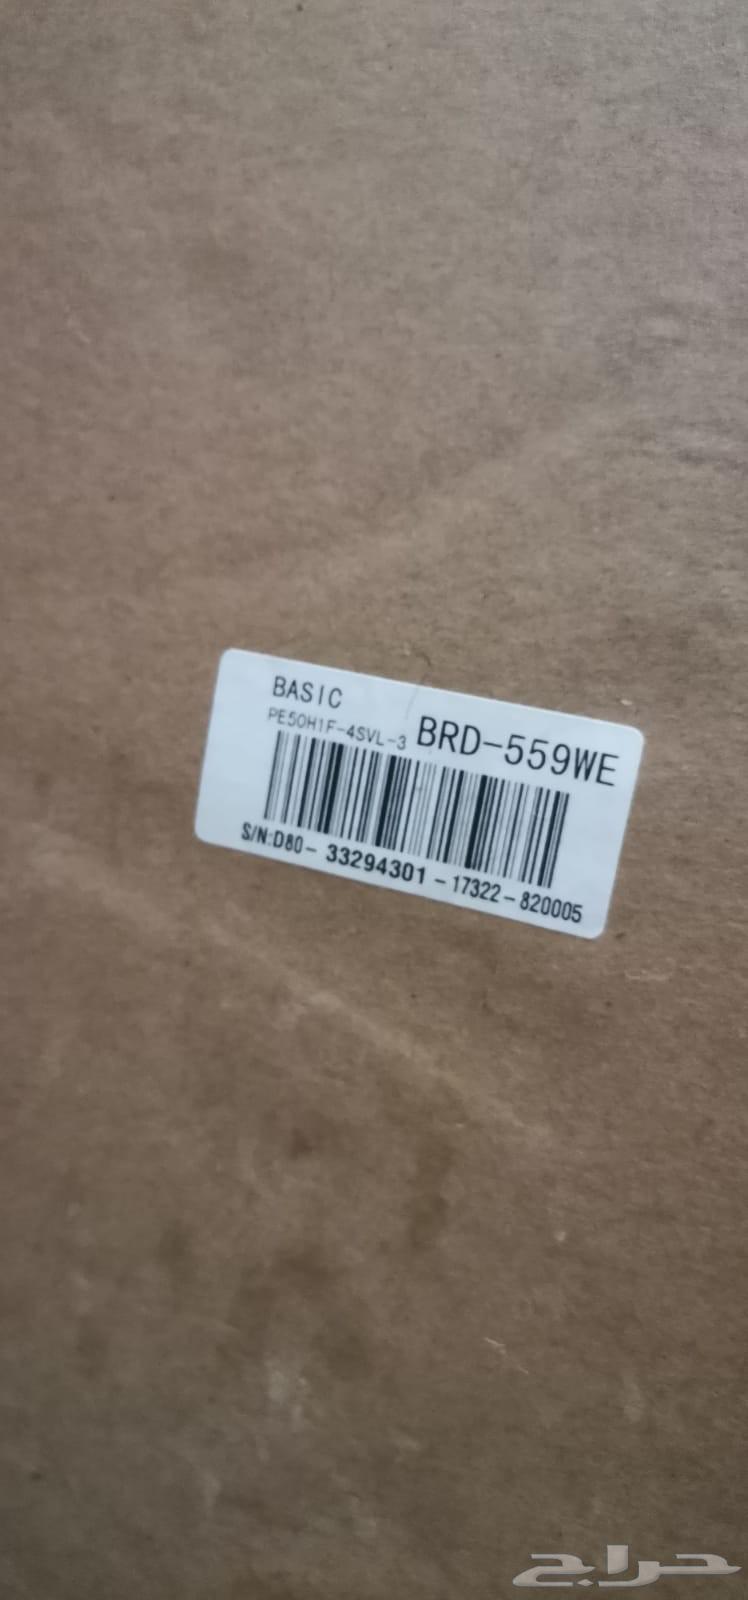 BASIC
PE50H1F-4SVL-3 BRD-559WE
S/N:D80- 33294301 -17322-820005
حراج